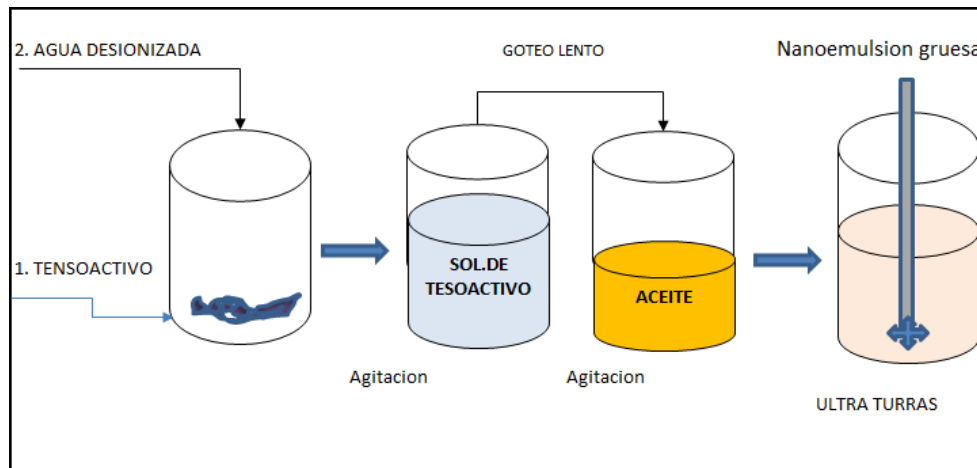 2. AGUA DESIONIZADA
GOTEO LENTO
Nanoemulsion gruesa
1. TENSOACTIVO
SOL.DE
TESOACTIVO
ACEITE
Agitacion
Agitacion
ULTRA TURRAS